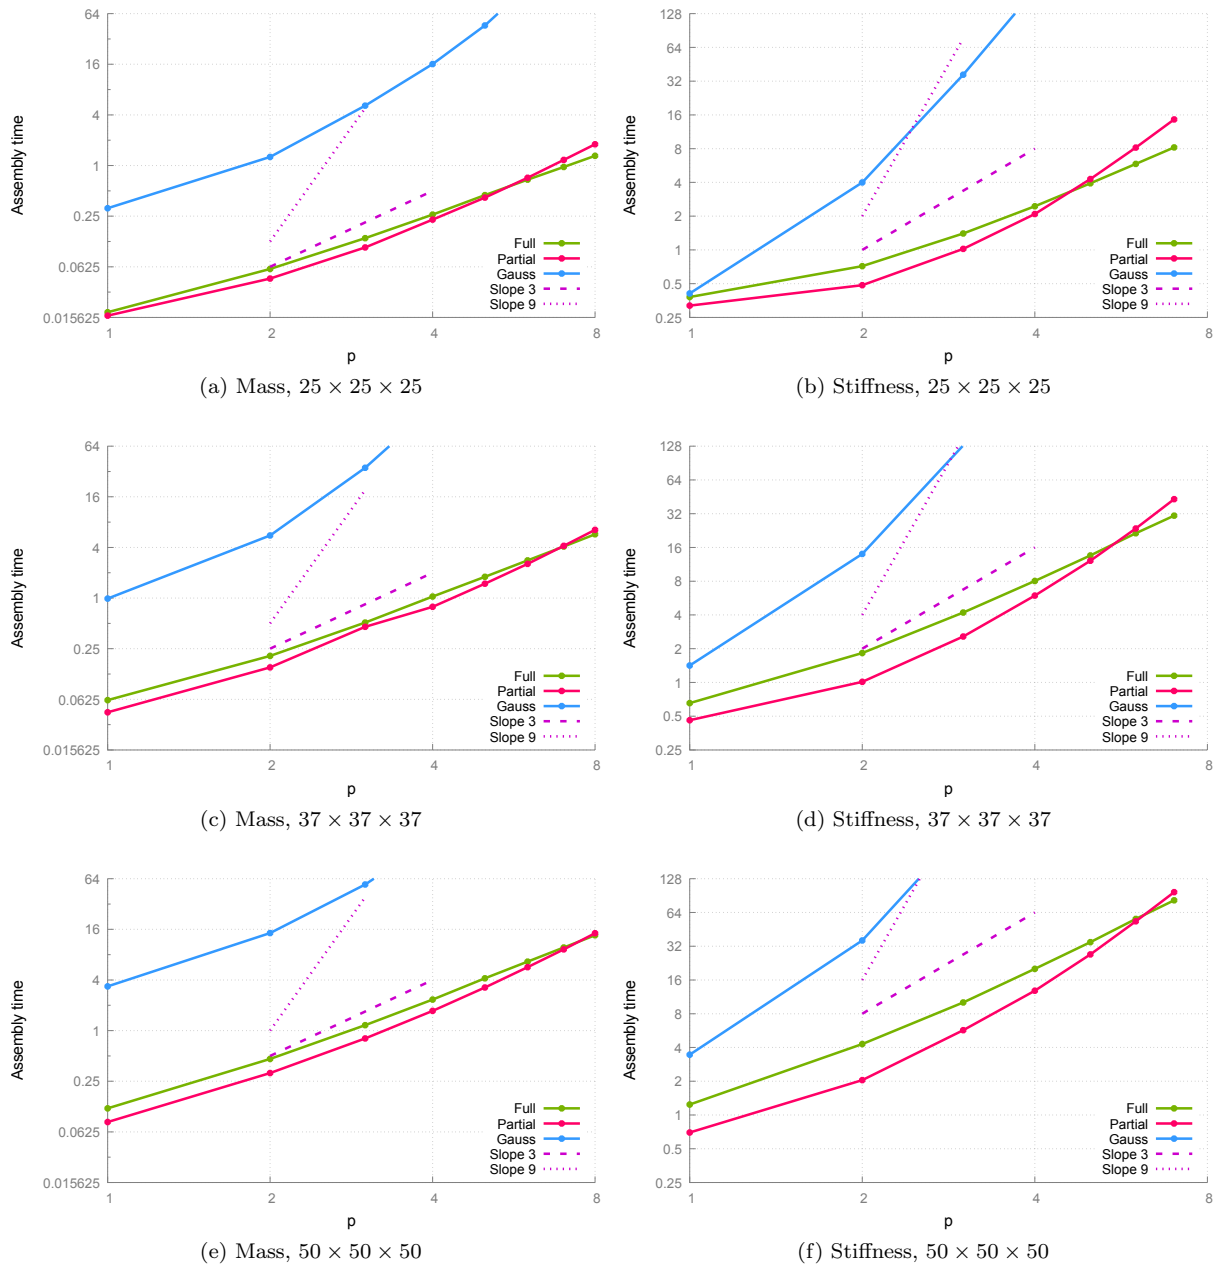 64
16
4
1
0.25
0.0625
0.015625
1
2
4
8
Assembly time
p
Full
Partial
Gauss
Slope 3
Slope 9
(a) Mass, 25 × 25 × 25
128
64
32
16
8
4
2
1
0.5
0.25
1
2
4
8
Assembly time
p
Full
Partial
Gauss
Slope 3
Slope 9
(b) Stiffness, 25 × 25 × 25
64
16
4
1
0.25
0.0625
0.015625
1
2
4
8
Assembly time
p
Full
Partial
Gauss
Slope 3
Slope 9
(c) Mass, 37 × 37 × 37
128
64
32
16
8
4
2
1
0.5
0.25
1
2
4
8
Assembly time
p
Full
Partial
Gauss
Slope 3
Slope 9
(d) Stiffness, 37 × 37 × 37
64
16
4
1
0.25
0.0625
0.015625
1
2
4
8
Assembly time
p
Full
Partial
Gauss
Slope 3
Slope 9
(e) Mass, 50 × 50 × 50
128
64
32
16
8
4
2
1
0.5
0.25
1
2
4
8
Assembly time
p
Full
Partial
Gauss
Slope 3
Slope 9
(f) Stiffness, 50 × 50 × 50